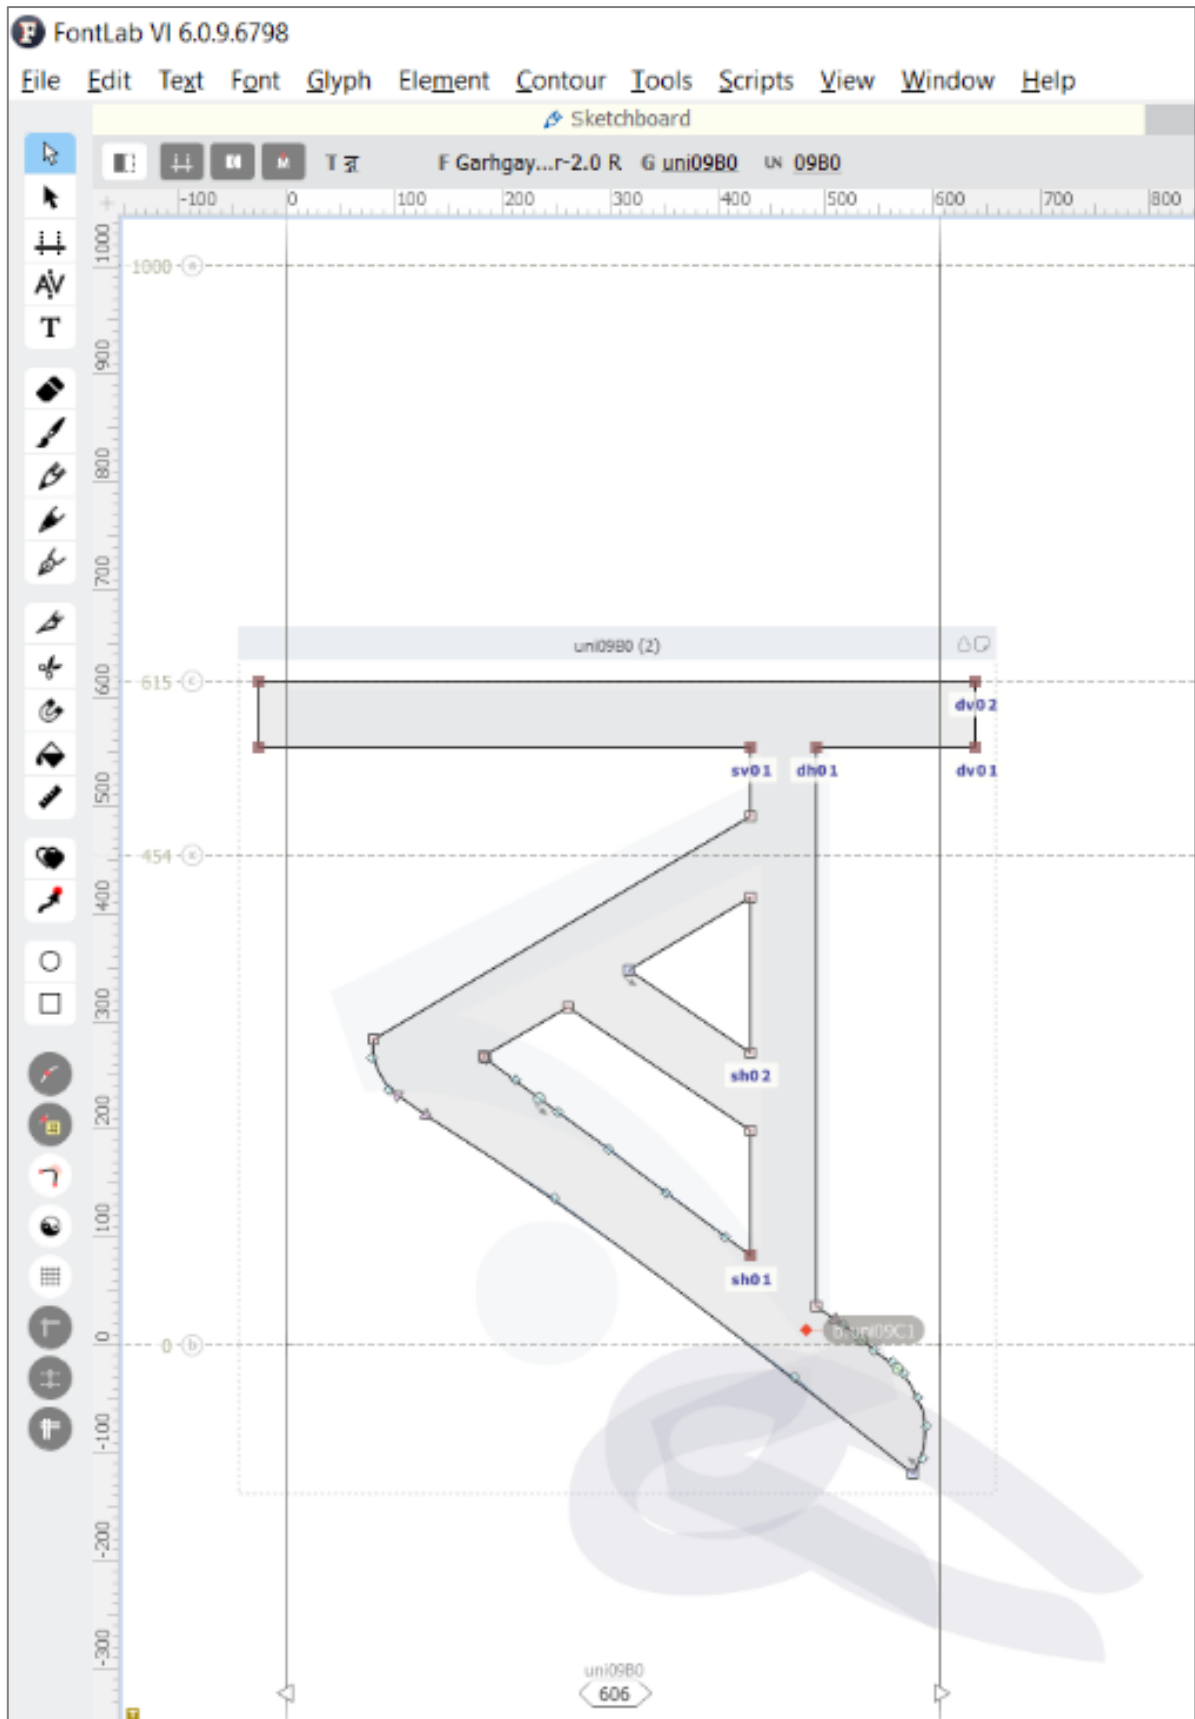 FontLab VI 6.0.9.6798
File Edit Text Font Glyph Element Contour Tools Scripts View Window Help
Sketchboard
T F Garhgay...r-2.0 R G uni09B0 UN 09B0
-100 0 100 200 300 400 500 600 700 800
1000
1000
900
800
700
uni09B0 (2)
600
615
dv02
sv01 dh01 dv01
500
454
400
300
sh02
200
100
sh01
0
0
uni09C1
-100
-200
-300
uni09B0
606